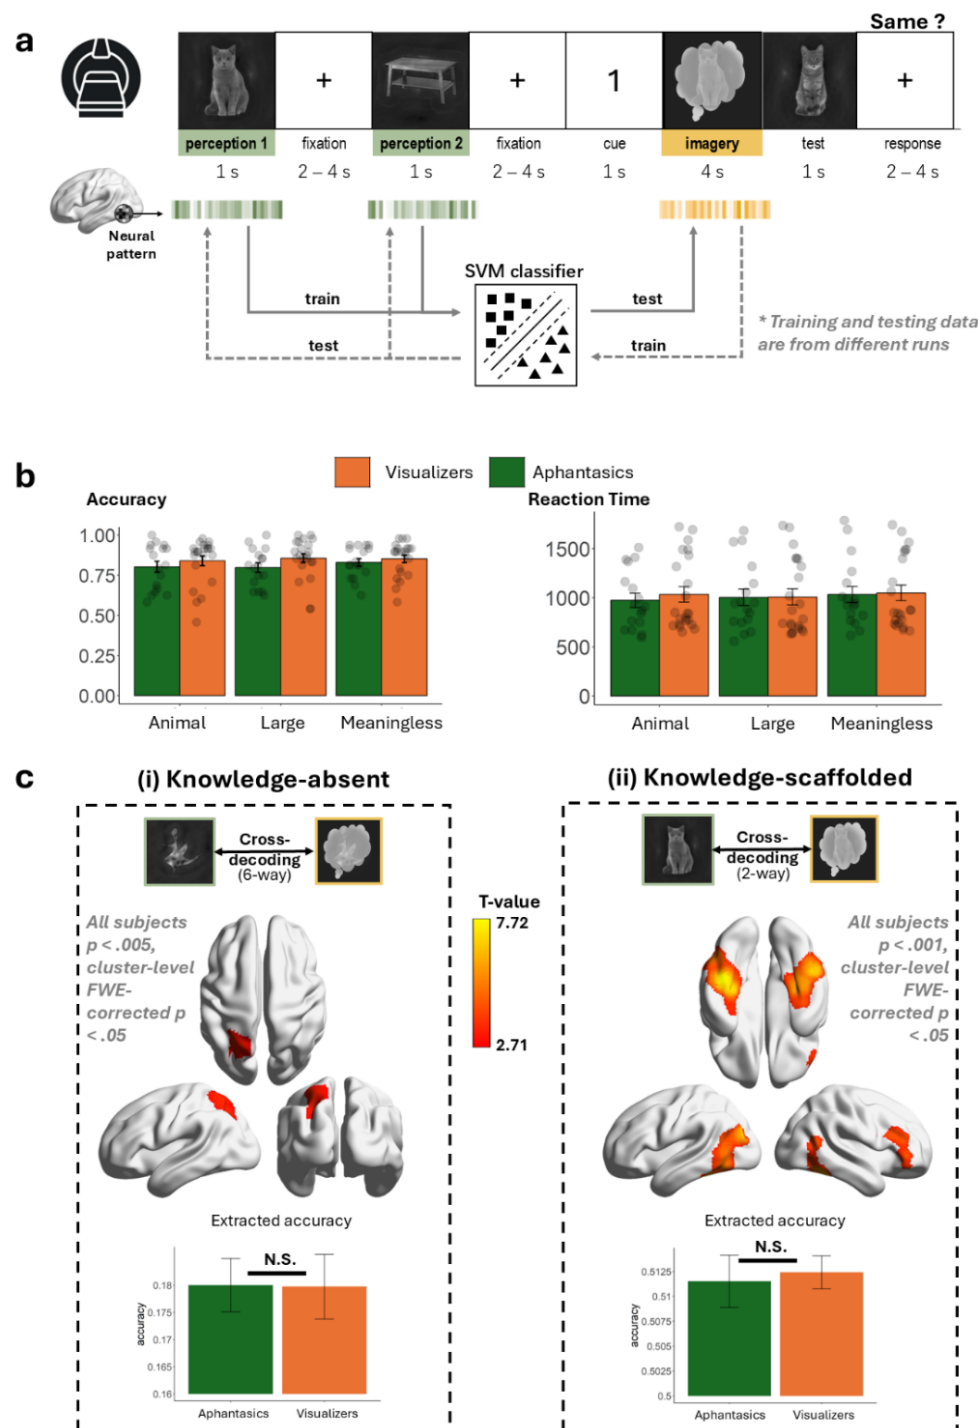 Same ?
a
+
+
1
+
perception 1
fixation
perception 2
fixation
cue
imagery
test
response
1 s
2 – 4 s
1 s
2 – 4 s
1 s
4 s
1 s
2 – 4 s
Neural
pattern
SVM classifier
train
test
test
train
* Training and testing data
are from different runs
b
Visualizers
Aphantasics
Accuracy
1.00
0.75
0.50
0.25
0.00
Animal
Large
Meaningless
Reaction Time
1500
1000
500
0
Animal
Large
Meaningless
c
(i) Knowledge-absent
Cross-
decoding
(6-way)
All subjects
p < .005,
cluster-level
FWE-
corrected p
< .05
T-value
7.72
2.71
Extracted accuracy
N.S.
accuracy
0.18
0.175
0.17
0.165
0.16
Aphantasics
Visualizers
(ii) Knowledge-scaffolded
Cross-
decoding
(2-way)
All subjects
p < .001,
cluster-level
FWE-
corrected p
< .05
Extracted accuracy
N.S.
accuracy
0.5125
0.51
0.5075
0.505
0.5025
0.5
Aphantasics
Visualizers